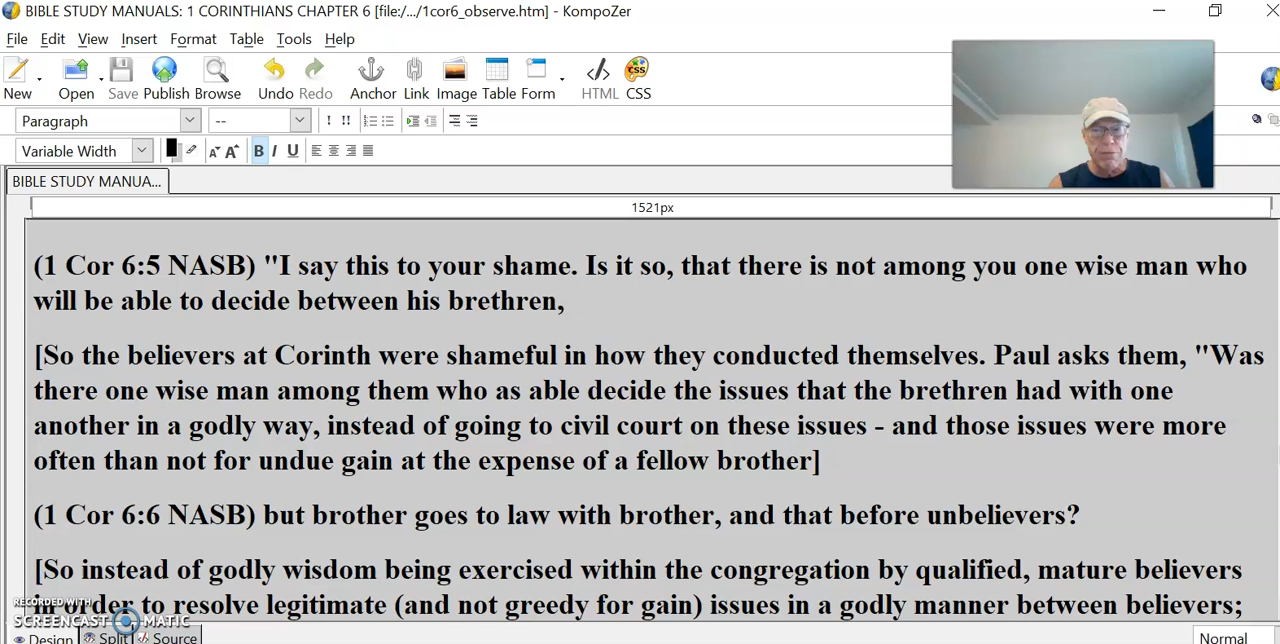 BIBLE STUDY MANUALS: 1 CORINTHIANS CHAPTER 6 [file:/.../1cor6_observe.htm] - KompoZer
File Edit View Insert Format Table Tools Help
New Open Save Publish Browse Undo Redo Anchor Link Image Table Form HTML CSS
Paragraph --
Variable Width B I U
BIBLE STUDY MANUA...
1521px
(1 Cor 6:5 NASB) "I say this to your shame. Is it so, that there is not among you one wise man who
will be able to decide between his brethren,
[So the believers at Corinth were shameful in how they conducted themselves. Paul asks them, "Was
there one wise man among them who as able decide the issues that the brethren had with one
another in a godly way, instead of going to civil court on these issues - and those issues were more
often than not for undue gain at the expense of a fellow brother]
(1 Cor 6:6 NASB) but brother goes to law with brother, and that before unbelievers?
[So instead of godly wisdom being exercised within the congregation by qualified, mature believers
in order to resolve legitimate (and not greedy for gain) issues in a godly manner between believers;
RECORDED WITH
SCREENCAST MATIC
Design Split Source Normal